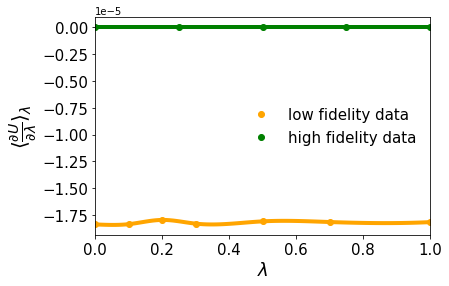 1e−5
0.00
−0.25
−0.50
−0.75
−1.00
−1.25
−1.50
−1.75
⟨∂U/∂λ⟩λ
low fidelity data
high fidelity data
0.0 0.2 0.4 0.6 0.8 1.0
λ